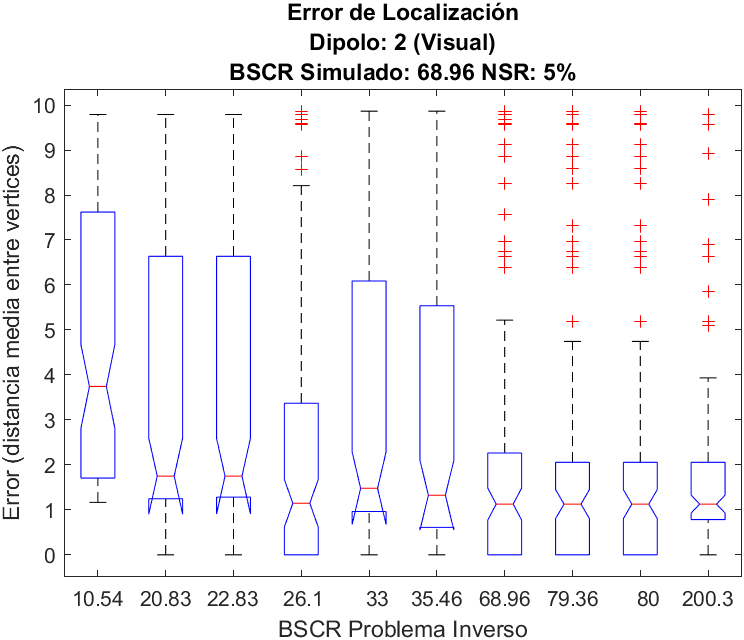 Error de Localización
Dipolo: 2 (Visual)
BSCR Simulado: 68.96 NSR: 5%
Error (distancia media entre vertices)
10
9
8
7
6
5
4
3
2
1
0
10.54 20.83 22.83 26.1 33 35.46 68.96 79.36 80 200.3
BSCR Problema Inverso